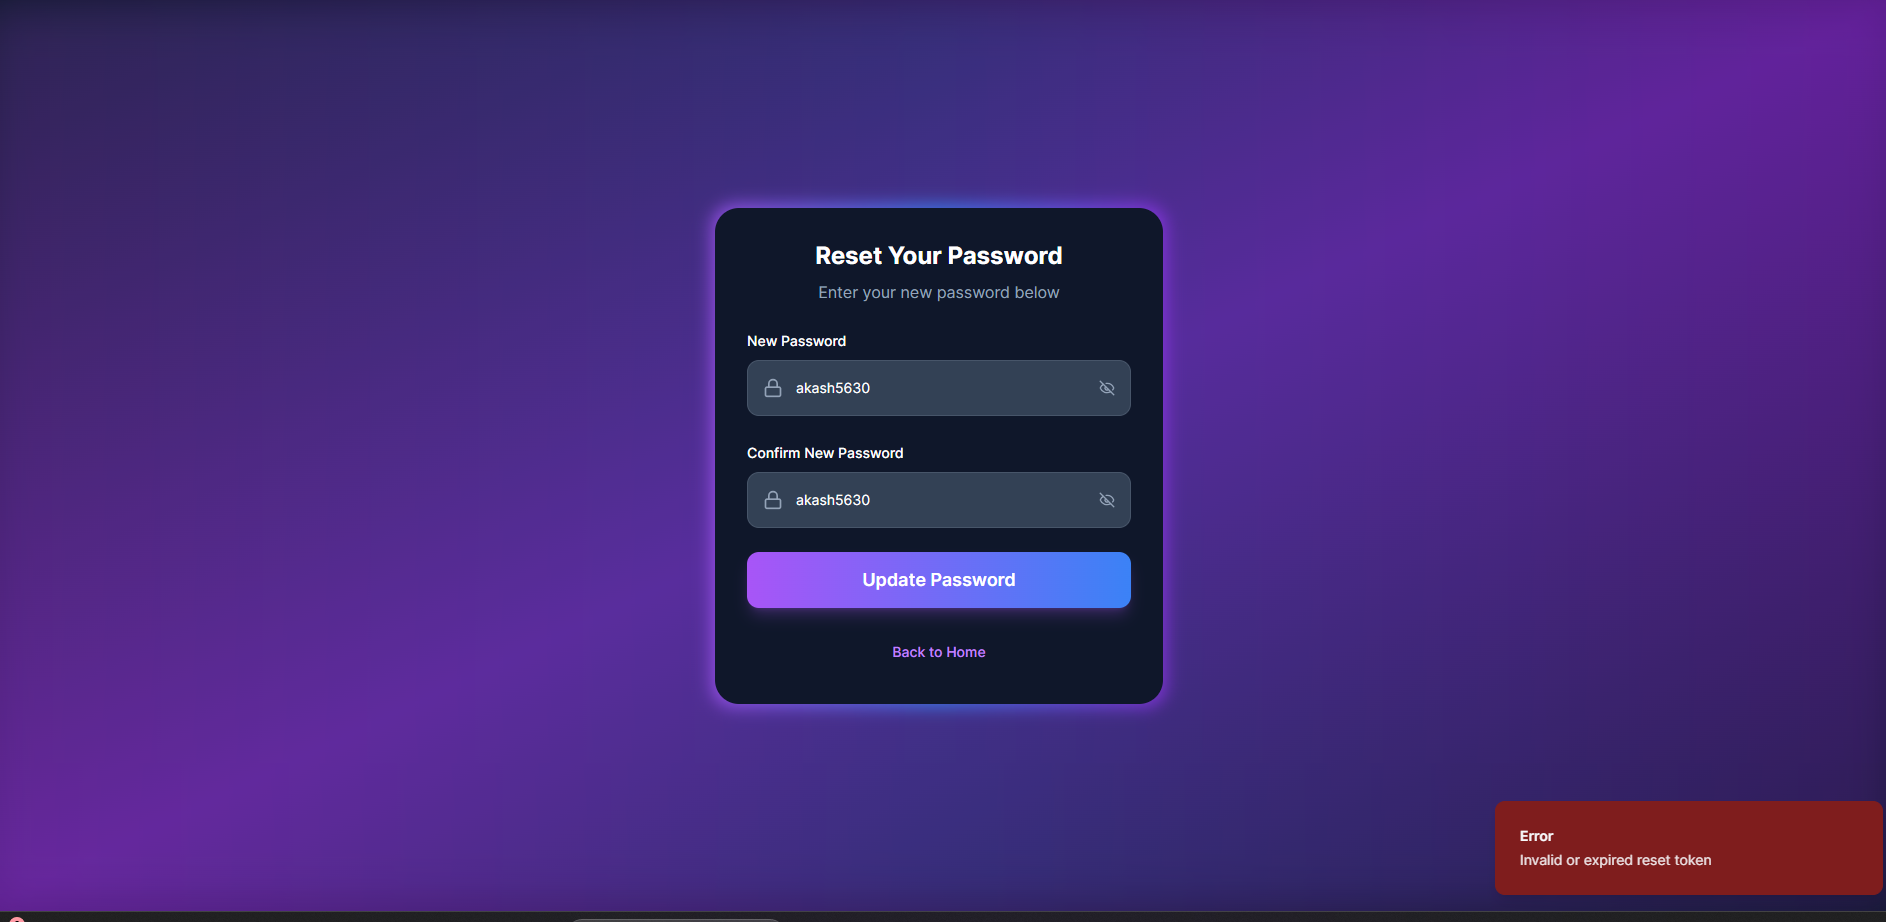 Reset Your Password
Enter your new password below
New Password
akash5630
Confirm New Password
akash5630
Update Password
Back to Home
Error
Invalid or expired reset token